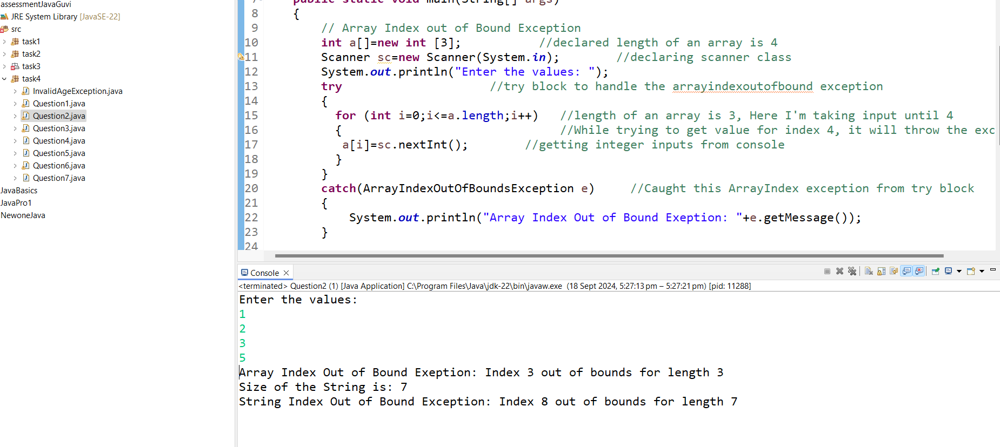 assessmentJavaGuvi
JRE System Library [JavaSE-22]
src
task1
task2
task3
task4
InvalidAgeException.java
Question1.java
Question2.java
Question3.java
Question4.java
Question5.java
Question6.java
Question7.java
JavaBasics
JavaPro1
NewoneJava
7 public static void main(String[] args)
8 {
9 // Array Index out of Bound Exception
10 int a[]=new int [3]; //declared length of an array is 4
11 Scanner sc=new Scanner(System.in); //declaring scanner class
12 System.out.println("Enter the values: ");
13 try //try block to handle the arrayindexoutofbound exception
14 {
15 for (int i=0;i<=a.length;i++) //length of an array is 3, Here I'm taking input until 4
16 { //While trying to get value for index 4, it will throw the exc
17 a[i]=sc.nextInt(); //getting integer inputs from console
18 }
19 }
20 catch(ArrayIndexOutOfBoundsException e) //Caught this ArrayIndex exception from try block
21 {
22 System.out.println("Array Index Out of Bound Exeption: "+e.getMessage());
23 }
24
Console
<terminated> Question2 (1) [Java Application] C:\Program Files\Java\jdk-22\bin\javaw.exe (18 Sept 2024, 5:27:13 pm – 5:27:21 pm) [pid: 11288]
Enter the values:
1
2
3
5
Array Index Out of Bound Exeption: Index 3 out of bounds for length 3
Size of the String is: 7
String Index Out of Bound Exception: Index 8 out of bounds for length 7